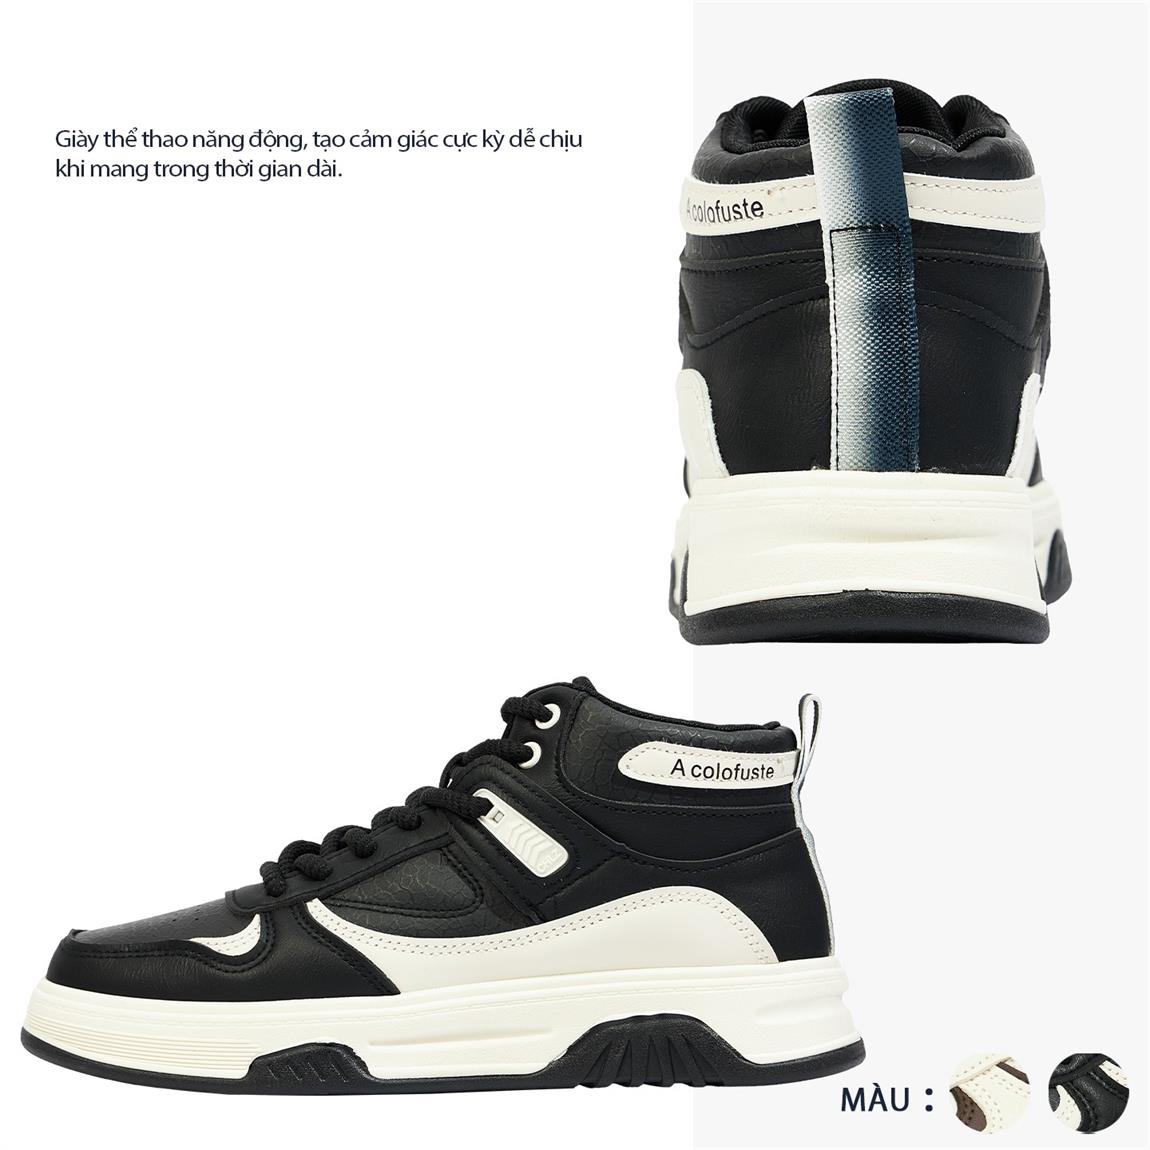 Giày thể thao năng động, tạo cảm giác cực kỳ dễ chịu
khi mang trong thời gian dài.
A colofuste
A colofuste
MÀU :